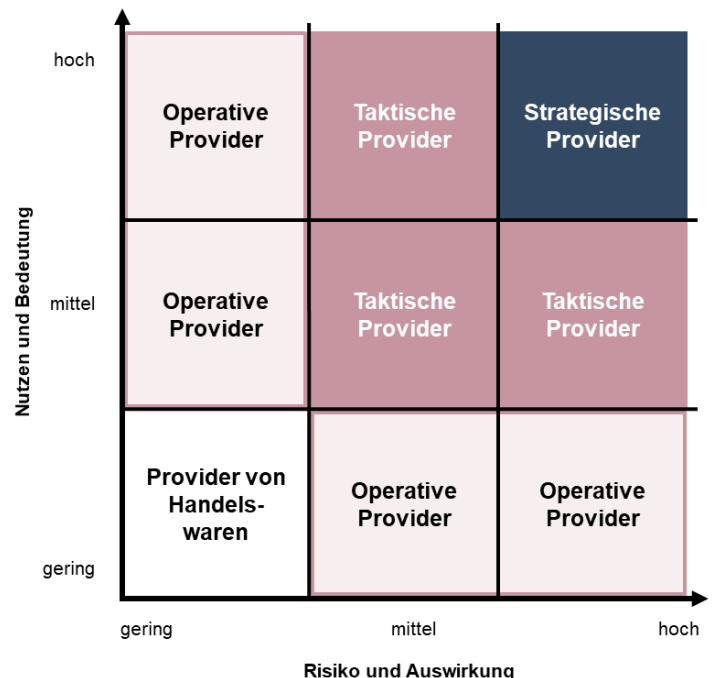 hoch
Operative
Provider
Taktische
Provider
Strategische
Provider
Nutzen und Bedeutung
mittel
Operative
Provider
Taktische
Provider
Taktische
Provider
Provider von
Handels-
waren
Operative
Provider
Operative
Provider
gering
gering
mittel
hoch
Risiko und Auswirkung